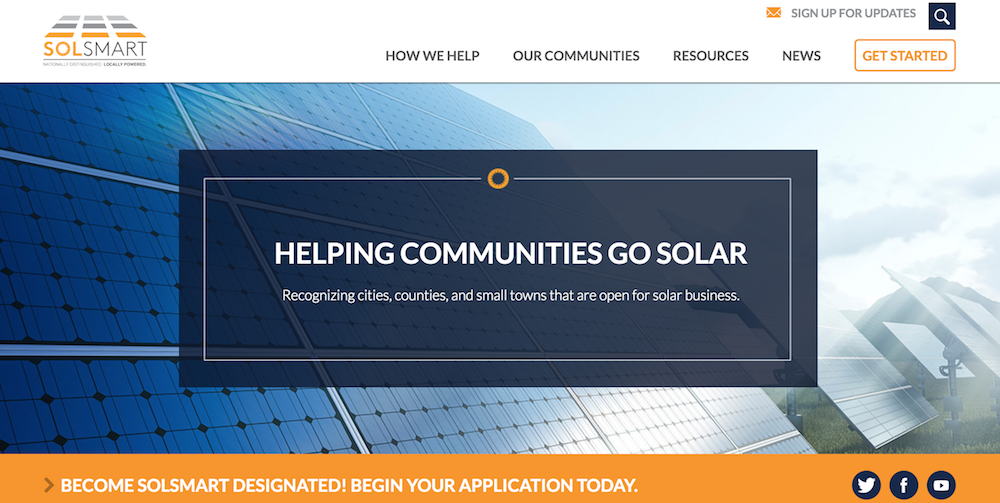 SIGN UP FOR UPDATES
SOLSMART
NATIONALLY DISTINGUISHED. LOCALLY POWERED.
HOW WE HELP
OUR COMMUNITIES
RESOURCES
NEWS
GET STARTED
HELPING COMMUNITIES GO SOLAR
Recognizing cities, counties, and small towns that are open for solar business.
BECOME SOLSMART DESIGNATED! BEGIN YOUR APPLICATION TODAY.